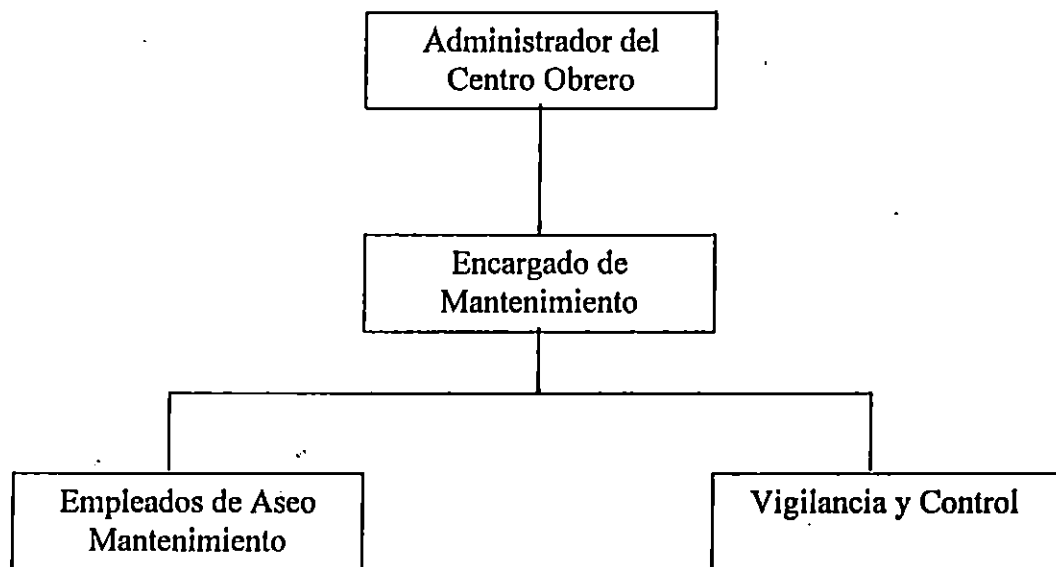 Administrador del
Centro Obrero
Encargado de
Mantenimiento
Empleados de Aseo
Mantenimiento
Vigilancia y Control